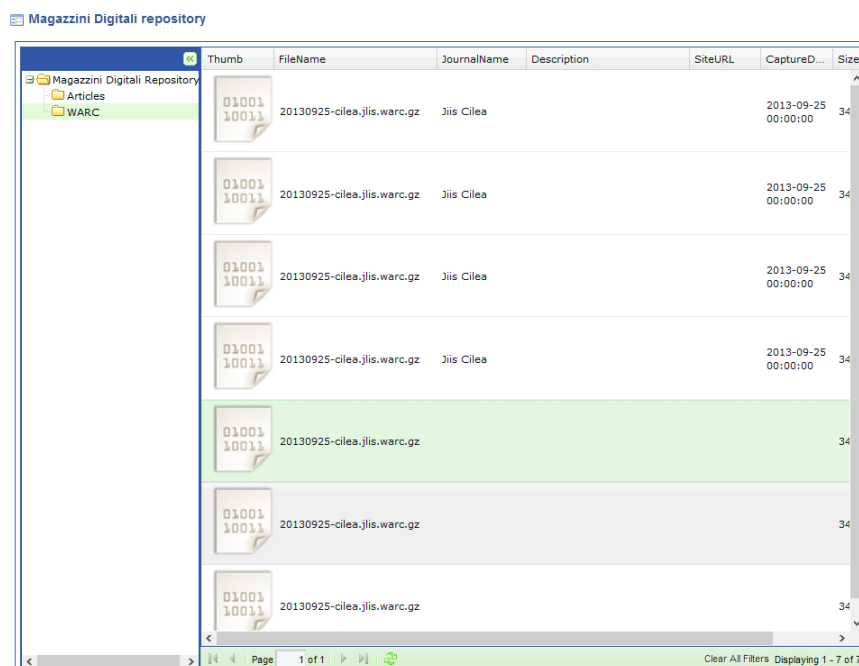 Magazzini Digitali repository
Thumb FileName JournalName Description SiteURL CaptureD... Size
Magazzini Digitali Repository
Articles
WARC
01001
10011
20130925-cilea.jlis.warc.gz Jiis Cilea 2013-09-25
00:00:00 34
01001
10011
20130925-cilea.jlis.warc.gz Jiis Cilea 2013-09-25
00:00:00 34
01001
10011
20130925-cilea.jlis.warc.gz Jiis Cilea 2013-09-25
00:00:00 34
01001
10011
20130925-cilea.jlis.warc.gz Jiis Cilea 2013-09-25
00:00:00 34
01001
10011
20130925-cilea.jlis.warc.gz 34
01001
10011
20130925-cilea.jlis.warc.gz 34
01001
10011
20130925-cilea.jlis.warc.gz 34
Page 1 of 1 Clear All Filters Displaying 1 - 7 of 7